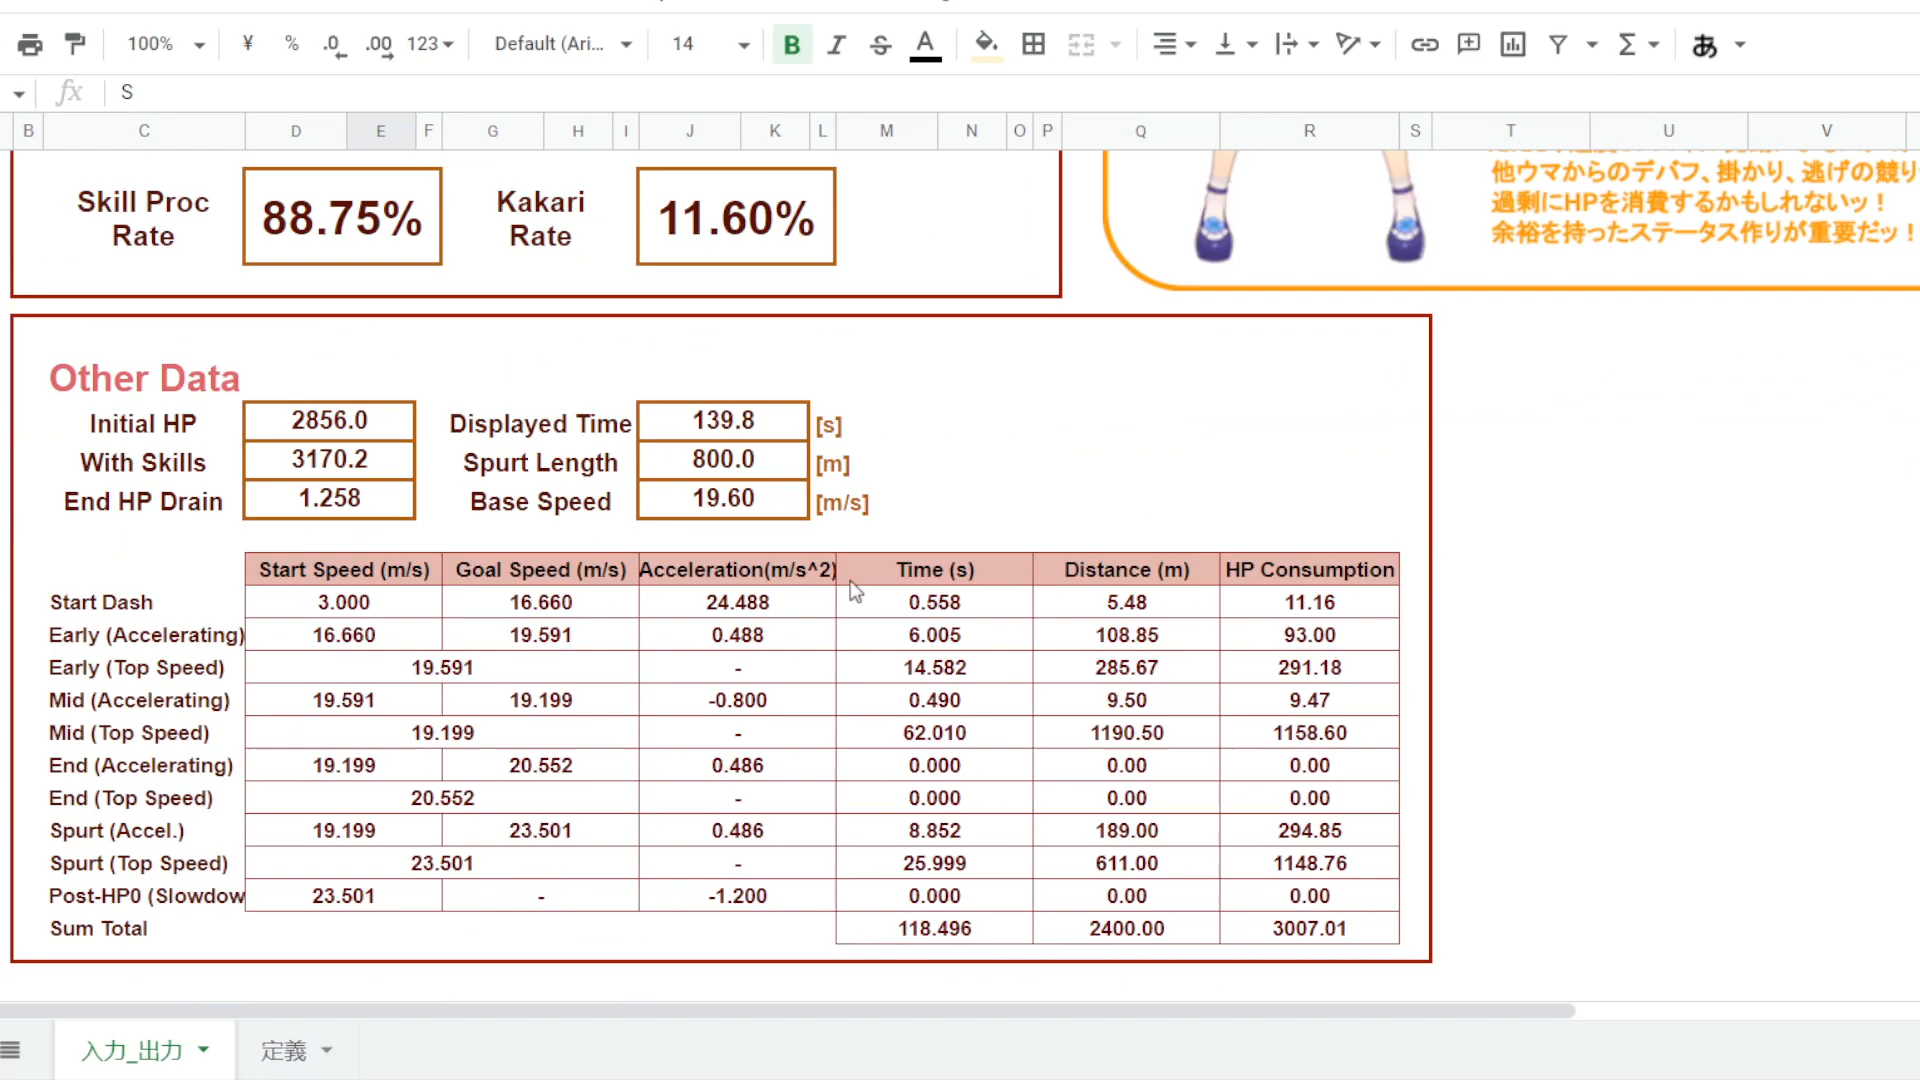 100% ¥ % .0 .00 123 Default (Ari... 14 B I S A あ
fx S
B C D E F G H I J K L M N O P Q R S T U V
Skill Proc Rate 88.75% Kakari Rate 11.60%
他ウマからのデバフ、掛かり、逃げの競り
過剰にHPを消費するかもしれないッ！
余裕を持ったステータス作りが重要だッ！
Other Data
Initial HP 2856.0 Displayed Time 139.8 [s]
With Skills 3170.2 Spurt Length 800.0 [m]
End HP Drain 1.258 Base Speed 19.60 [m/s]
Start Speed (m/s) Goal Speed (m/s) Acceleration(m/s^2) Time (s) Distance (m) HP Consumption
Start Dash 3.000 16.660 24.488 0.558 5.48 11.16
Early (Accelerating) 16.660 19.591 0.488 6.005 108.85 93.00
Early (Top Speed) 19.591 - 14.582 285.67 291.18
Mid (Accelerating) 19.591 19.199 -0.800 0.490 9.50 9.47
Mid (Top Speed) 19.199 - 62.010 1190.50 1158.60
End (Accelerating) 19.199 20.552 0.486 0.000 0.00 0.00
End (Top Speed) 20.552 - 0.000 0.00 0.00
Spurt (Accel.) 19.199 23.501 0.486 8.852 189.00 294.85
Spurt (Top Speed) 23.501 - 25.999 611.00 1148.76
Post-HP0 (Slowdow 23.501 - -1.200 0.000 0.00 0.00
Sum Total 118.496 2400.00 3007.01
入力_出力 定義